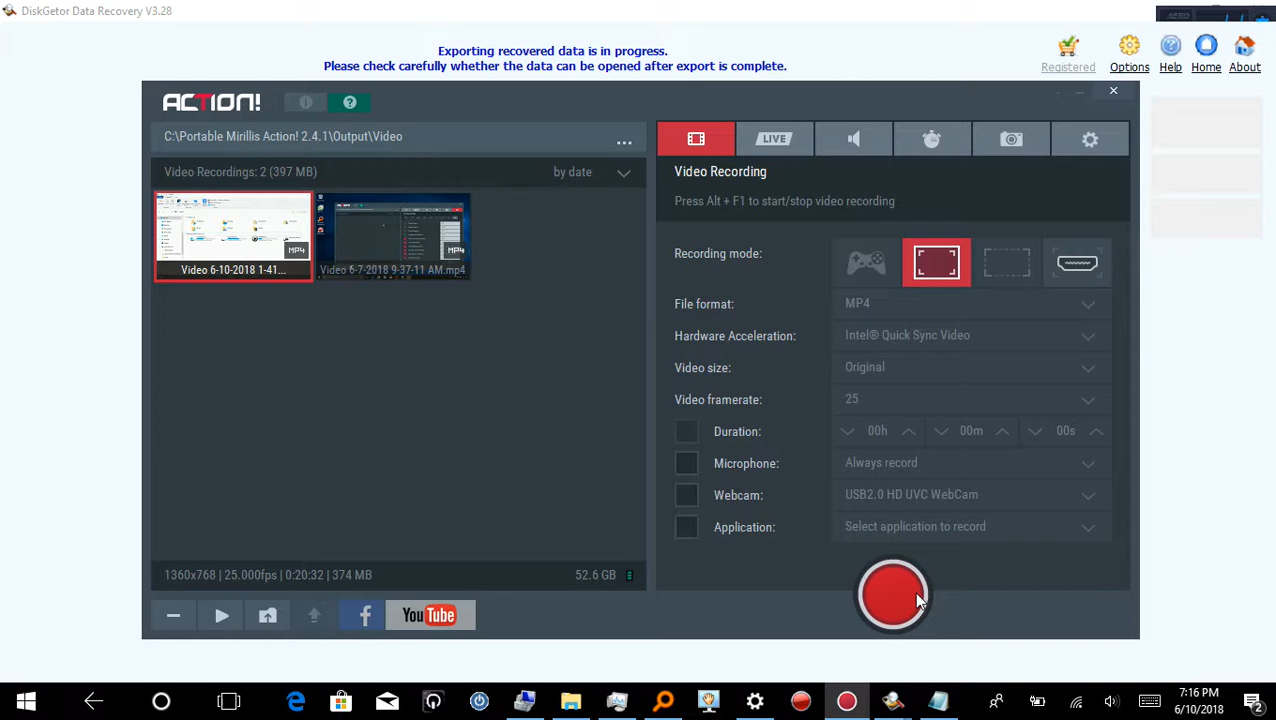 DiskGetor Data Recovery V3.28
AERO
Exporting recovered data is in progress.
Please check carefully whether the data can be opened after export is complete.
Registered
Options
Help
Home
About
ACTION!
C:\Portable Mirillis Action! 2.4.1\Output\Video
...
LIVE
Video Recordings: 2 (397 MB)
by date
Video Recording
Press Alt + F1 to start/stop video recording
MP4
Video 6-10-2018 1-41...
MP4
Video 6-7-2018 9-37-11 AM.mp4
Recording mode:
File format:
MP4
Hardware Acceleration:
Intel® Quick Sync Video
Video size:
Original
Video framerate:
25
Duration:
00h
00m
00s
Microphone:
Always record
Webcam:
USB2.0 HD UVC WebCam
Application:
Select application to record
1360x768 | 25.000fps | 0:20:32 | 374 MB
52.6 GB
YouTube
7:16 PM
6/10/2018
2